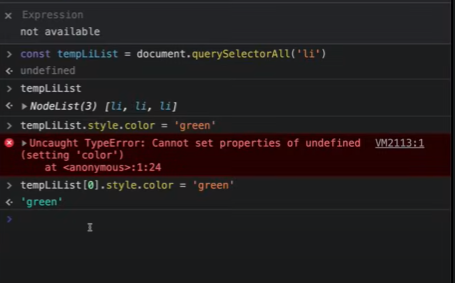 Expression
not available
const tempLiList = document.querySelectorAll('li')
undefined
tempLiList
NodeList(3) [li, li, li]
tempLiList.style.color = 'green'
Uncaught TypeError: Cannot set properties of undefined VM2113:1
(setting 'color')
at <anonymous>:1:24
tempLiList[0].style.color = 'green'
'green'